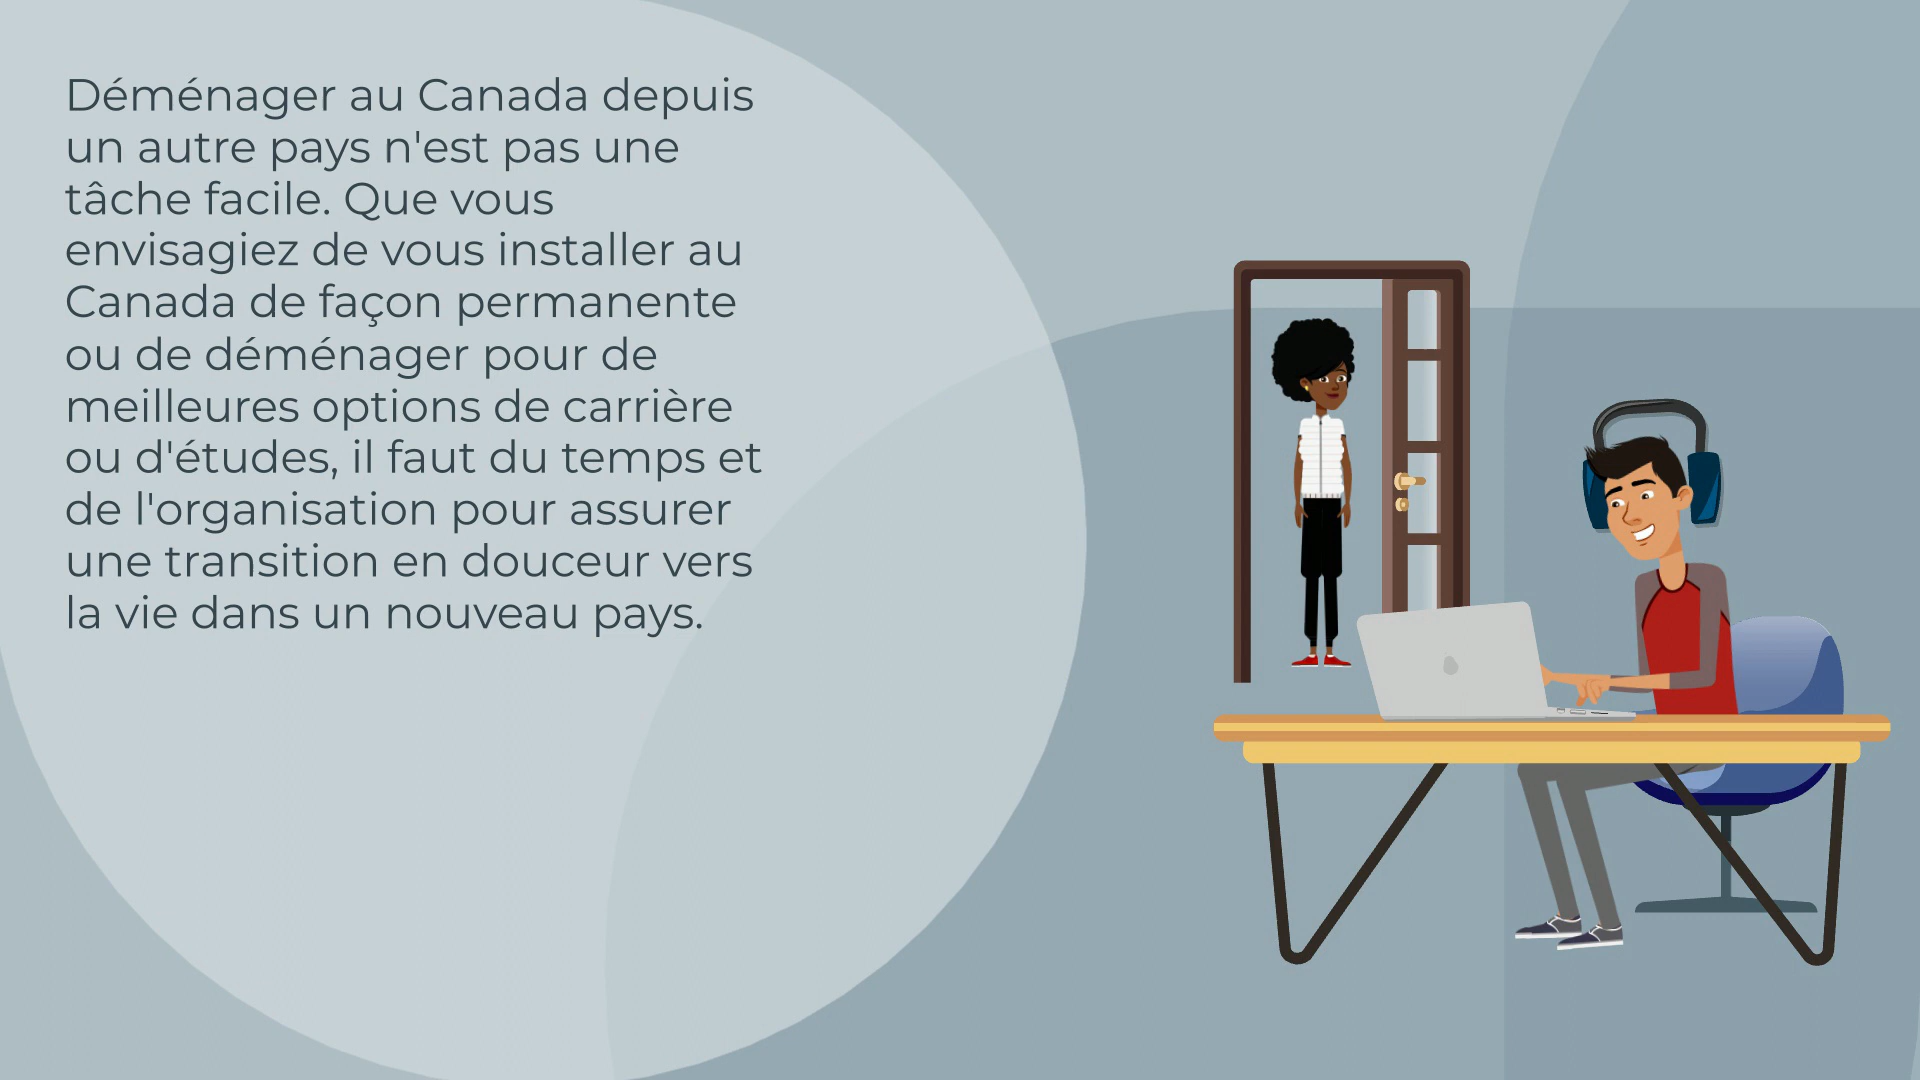 Déménager au Canada depuis
un autre pays n'est pas une
tâche facile. Que vous
envisagiez de vous installer au
Canada de façon permanente
ou de déménager pour de
meilleures options de carrière
ou d'études, il faut du temps et
de l'organisation pour assurer
une transition en douceur vers
la vie dans un nouveau pays.